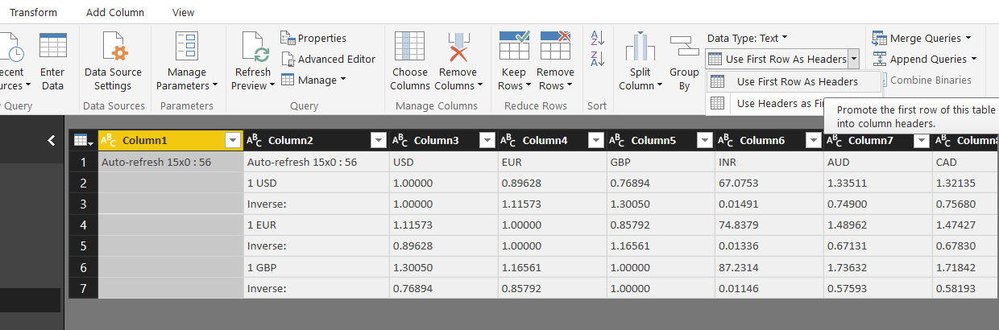 Transform Add Column View
Properties
Advanced Editor
Manage
Enter
Data
Data Source
Settings
Manage
Parameters
Refresh
Preview
Choose
Columns
Remove
Columns
Keep
Rows
Remove
Rows
A
Z
Z
A
Split
Column
Group
By
Data Type: Text
Use First Row As Headers
Use First Row As Headers
Use Headers as
Merge Queries
Append Queries
Combine Binaries
Query Data Sources Parameters Query Manage Columns Reduce Rows Sort
Promote the first row of this table
into column headers.
ABC Column1 ABC Column2 ABC Column3 ABC Column4 ABC Column5 ABC Column6 ABC Column7 ABC
1 Auto-refresh 15x0 : 56 Auto-refresh 15x0 : 56 USD EUR GBP INR AUD CAD
2 1 USD 1.00000 0.89628 0.76894 67.0753 1.33511 1.32135
3 Inverse: 1.00000 1.11573 1.30050 0.01491 0.74900 0.75680
4 1 EUR 1.11573 1.00000 0.85792 74.8379 1.48962 1.47427
5 Inverse: 0.89628 1.00000 1.16561 0.01336 0.67131 0.67830
6 1 GBP 1.30050 1.16561 1.00000 87.2314 1.73632 1.71842
7 Inverse: 0.76894 0.85792 1.00000 0.01146 0.57593 0.58193